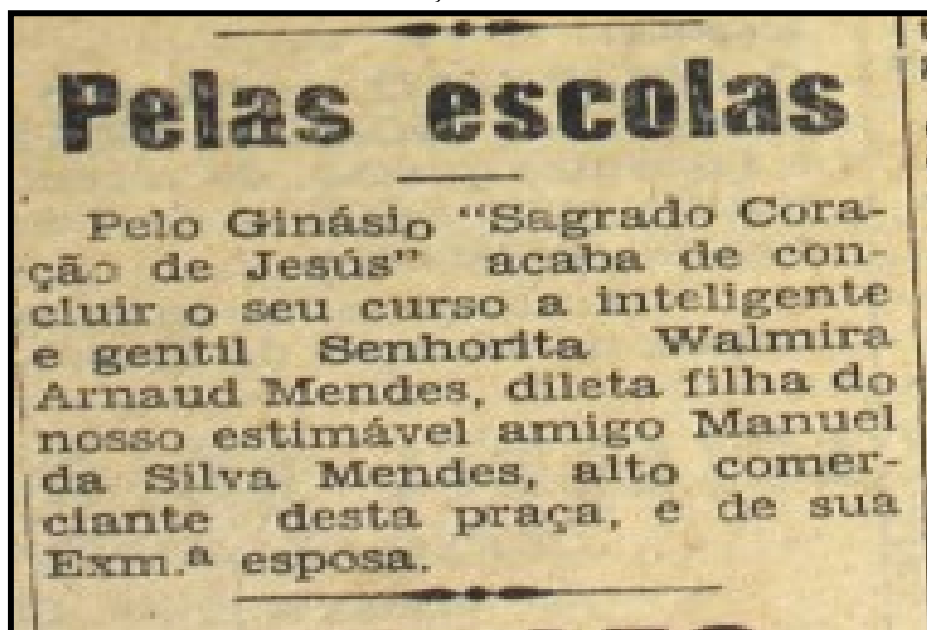 Pelas escolas
Pelo Ginásio "Sagrado Cora-
ção de Jesús" acaba de con-
cluir o seu curso a inteligente
e gentil Senhorita Walmira
Arnaud Mendes, dileta filha do
nosso estimável amigo Manuel
da Silva Mendes, alto comer-
ciante desta praça, e de sua
Exm.ª esposa.